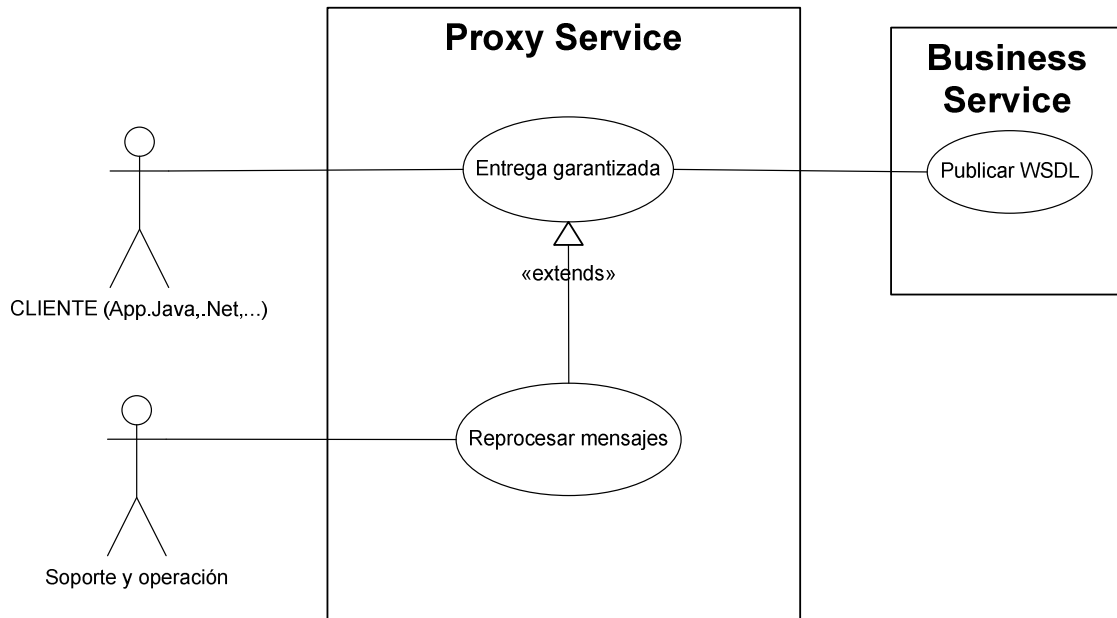 Proxy Service
Business
Service
Entrega garantizada
Publicar WSDL
«extends»
CLIENTE (App.Java,.Net,...)
Reprocesar mensajes
Soporte y operación